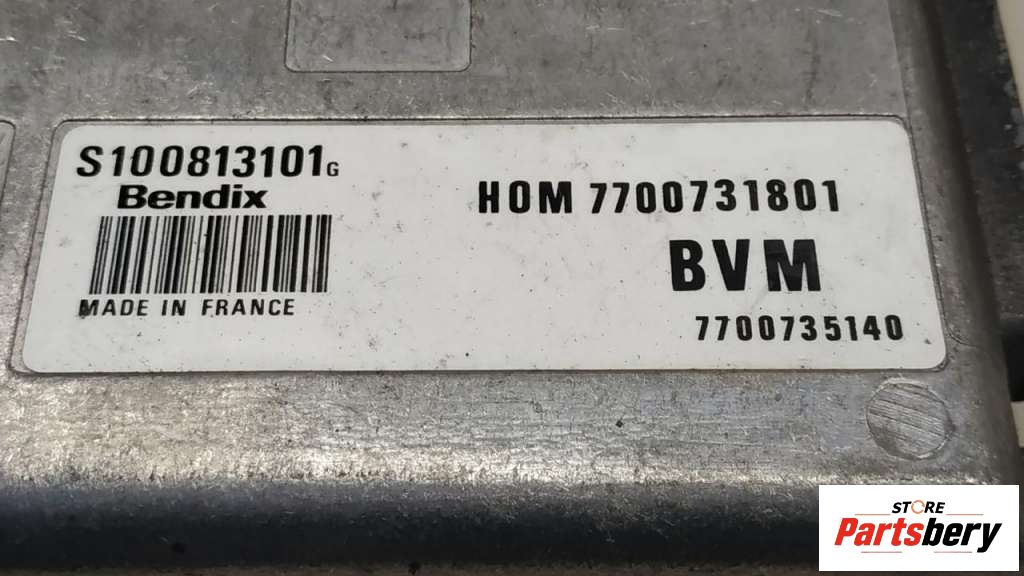 S100813101G
Bendix
MADE IN FRANCE
HOM 7700731801
BVM
7700735140
STORE
Partsbery